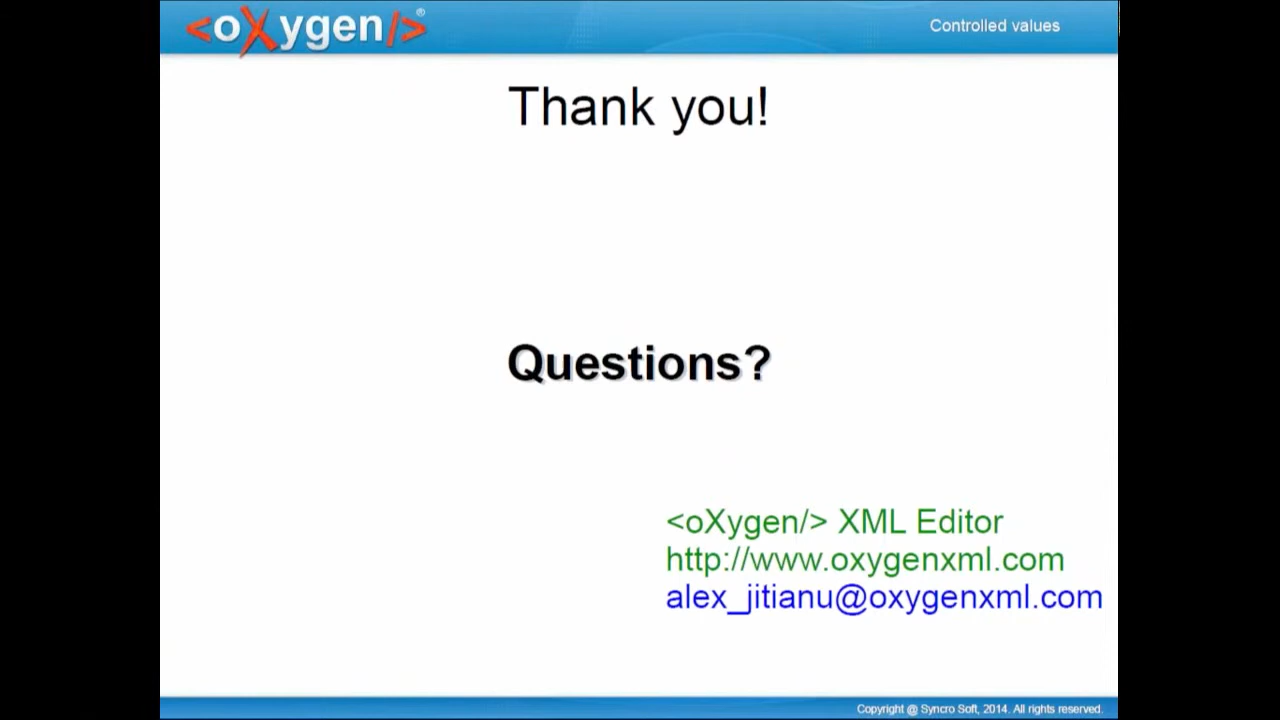 <oXygen/>®
Controlled values
Thank you!
Questions?
<oXygen/> XML Editor
http://www.oxygenxml.com
alex_jitianu@oxygenxml.com
Copyright @ Syncro Soft, 2014. All rights reserved.